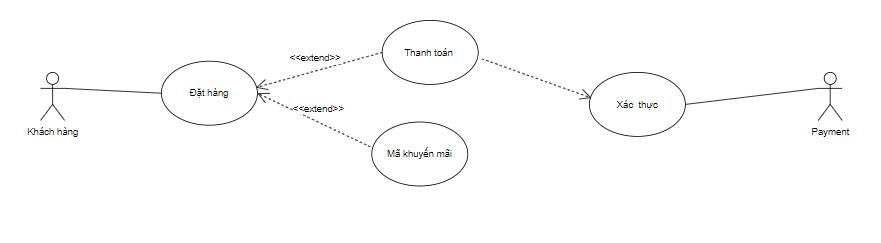 Thanh toán
<<extend>>
Đặt hàng
Xác thực
<<extend>>
Khách hàng
Payment
Mã khuyến mãi